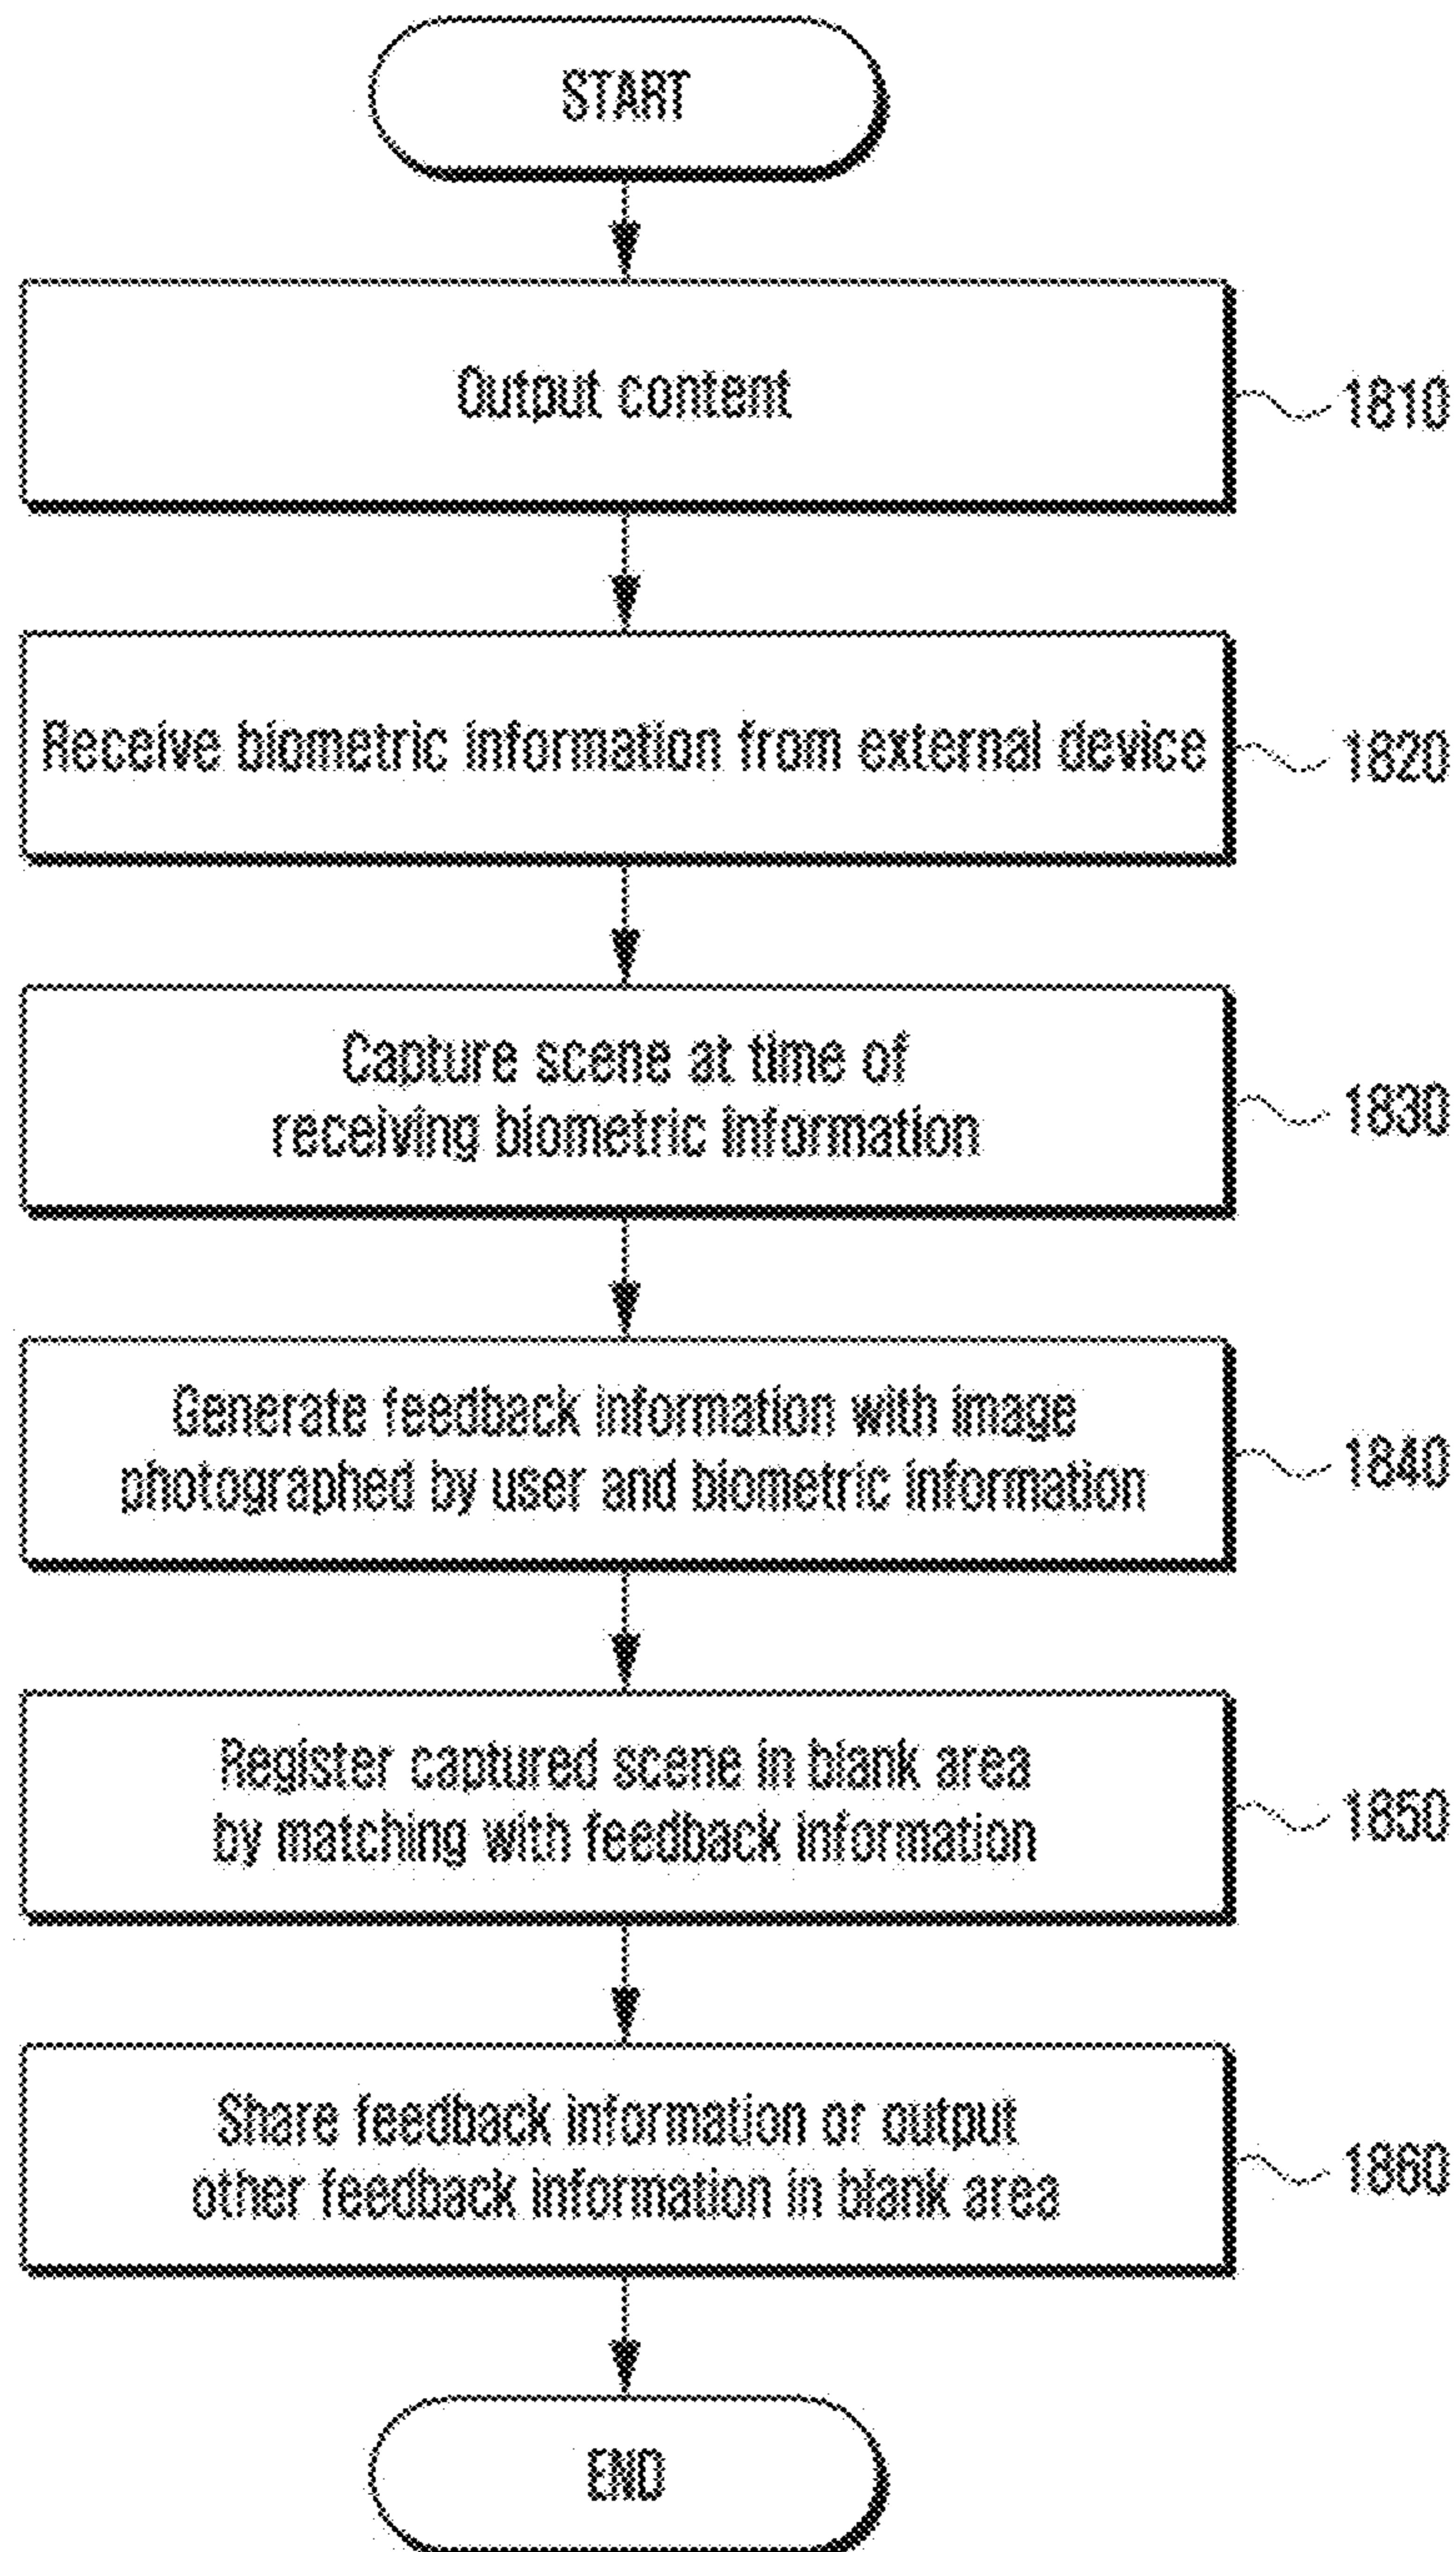 START
Output content
1810
Receive biometric information from external device
1820
Capture scene at time of
receiving biometric information
1830
Generate feedback information with image
photographed by user and biometric information
1840
Register captured scene in blank area
by matching with feedback information
1850
Share feedback information or output
other feedback information in blank area
1860
END